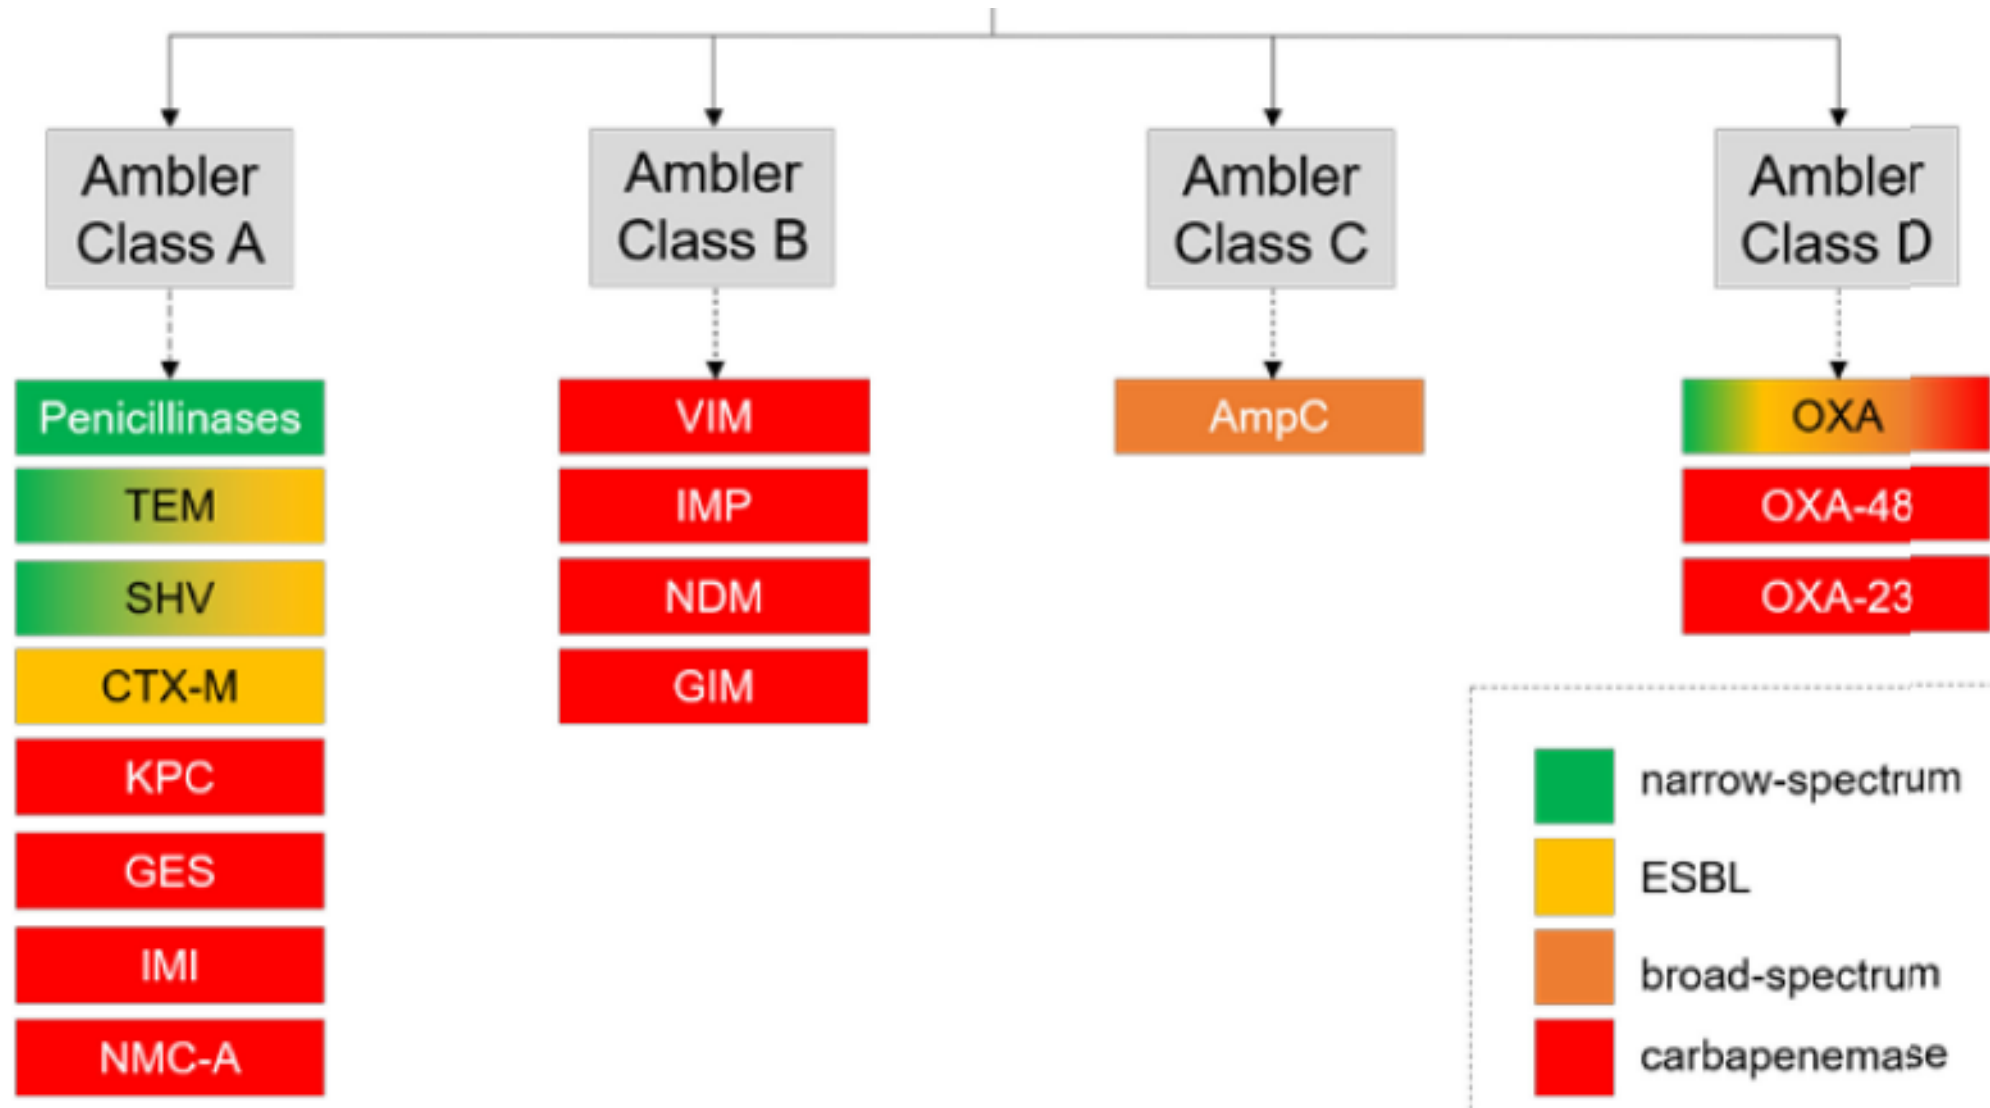 Ambler
Class A
Ambler
Class B
Ambler
Class C
Ambler
Class D
Penicillinases
TEM
SHV
CTX-M
KPC
GES
IMI
NMC-A
VIM
IMP
NDM
GIM
AmpC
OXA
OXA-48
OXA-23
narrow-spectrum
ESBL
broad-spectrum
carbapenemase